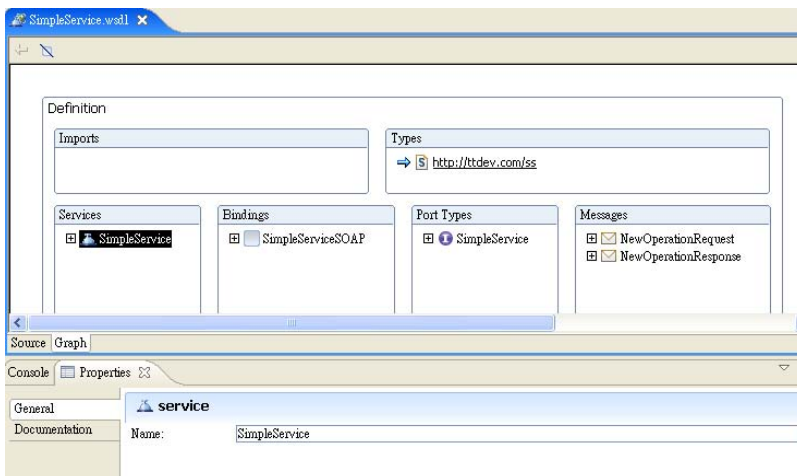 SimpleService.wsdl
Definition
Imports
Types
http://ttdev.com/ss
Services
Bindings
Port Types
Messages
SimpleService
SimpleServiceSOAP
SimpleService
NewOperationRequest
NewOperationResponse
Source Graph
Console Properties
General
Documentation
service
Name: SimpleService